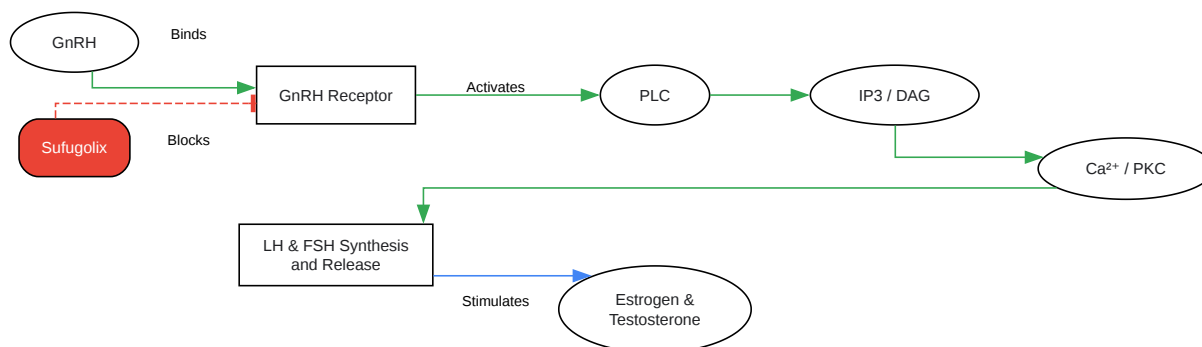 GnRH
Binds
GnRH Receptor
Activates
PLC
IP3 / DAG
Sufugolix
Blocks
Ca²⁺ / PKC
LH & FSH Synthesis
and Release
Stimulates
Estrogen &
Testosterone